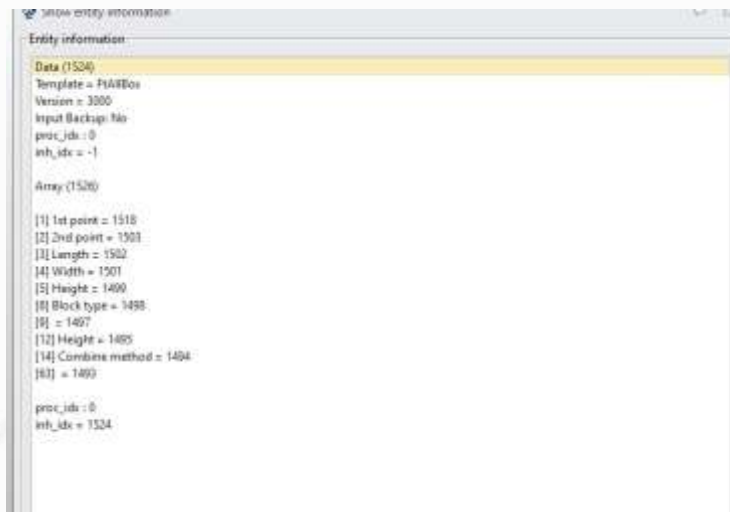 Show entity information
Entity information
Data (1524)
Template = PtAllBox
Version = 3000
Input Backup: No
proc_idx : 0
inh_idx = -1
Array (1526)
[1] 1st point = 1518
[2] 2nd point = 1503
[3] Length = 1502
[4] Width = 1501
[5] Height = 1499
[8] Block type = 1498
[9] = 1497
[12] Height = 1495
[14] Combine method = 1494
[63] = 1493
proc_idx : 0
inh_idx = 1524